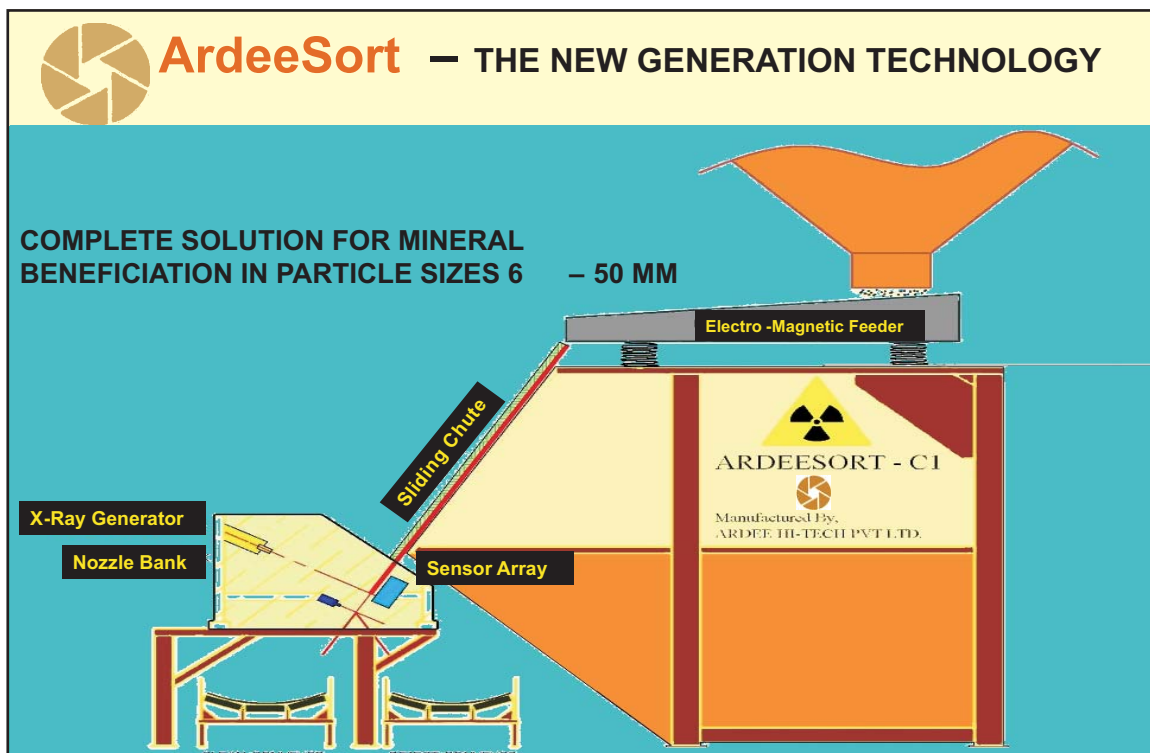 ArdeeSort – THE NEW GENERATION TECHNOLOGY
COMPLETE SOLUTION FOR MINERAL
BENEFICIATION IN PARTICLE SIZES 6 – 50 MM
Electro -Magnetic Feeder
Sliding Chute
ARDEESORT - C1
Manufactured By,
ARDEE HI-TECH PVT LTD.
X-Ray Generator
Nozzle Bank
Sensor Array